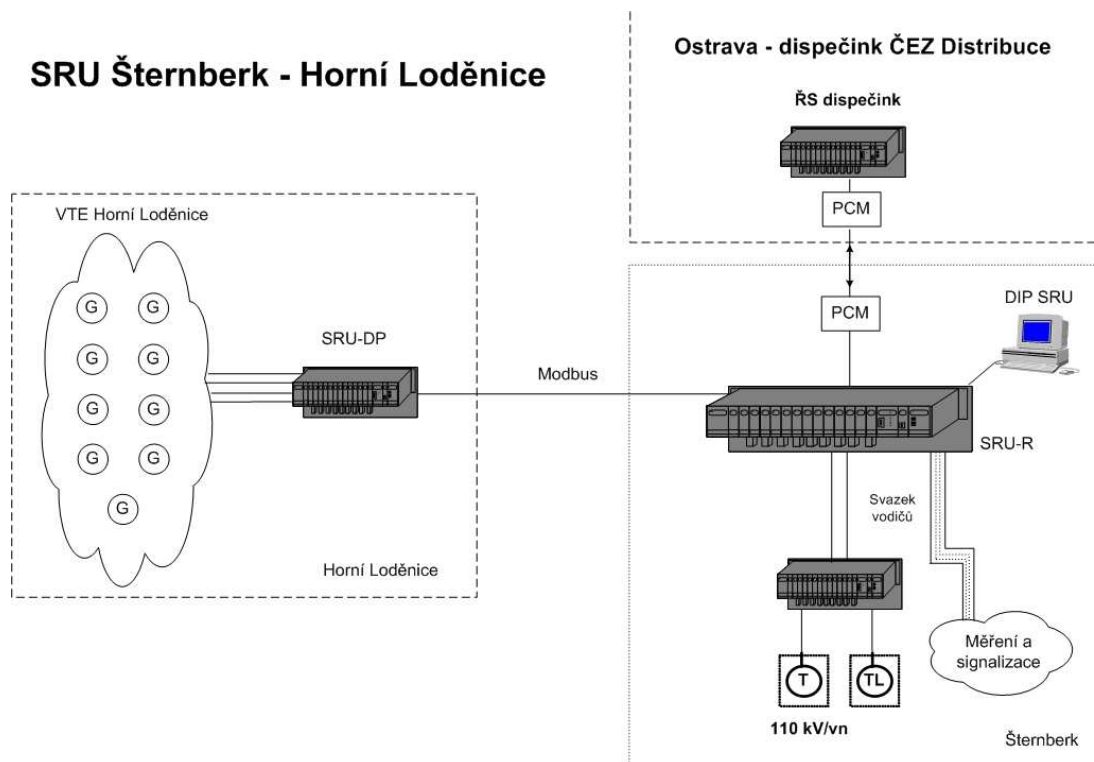 SRU Šternberk - Horní Loděnice
Ostrava - dispečink ČEZ Distribuce
ŘS dispečink
PCM
VTE Horní Loděnice
G
G
G
G
G
G
G
G
G
SRU-DP
Horní Loděnice
Modbus
PCM
DIP SRU
SRU-R
Svazek
vodičů
Měření a
signalizace
T
TL
110 kV/vn
Šternberk